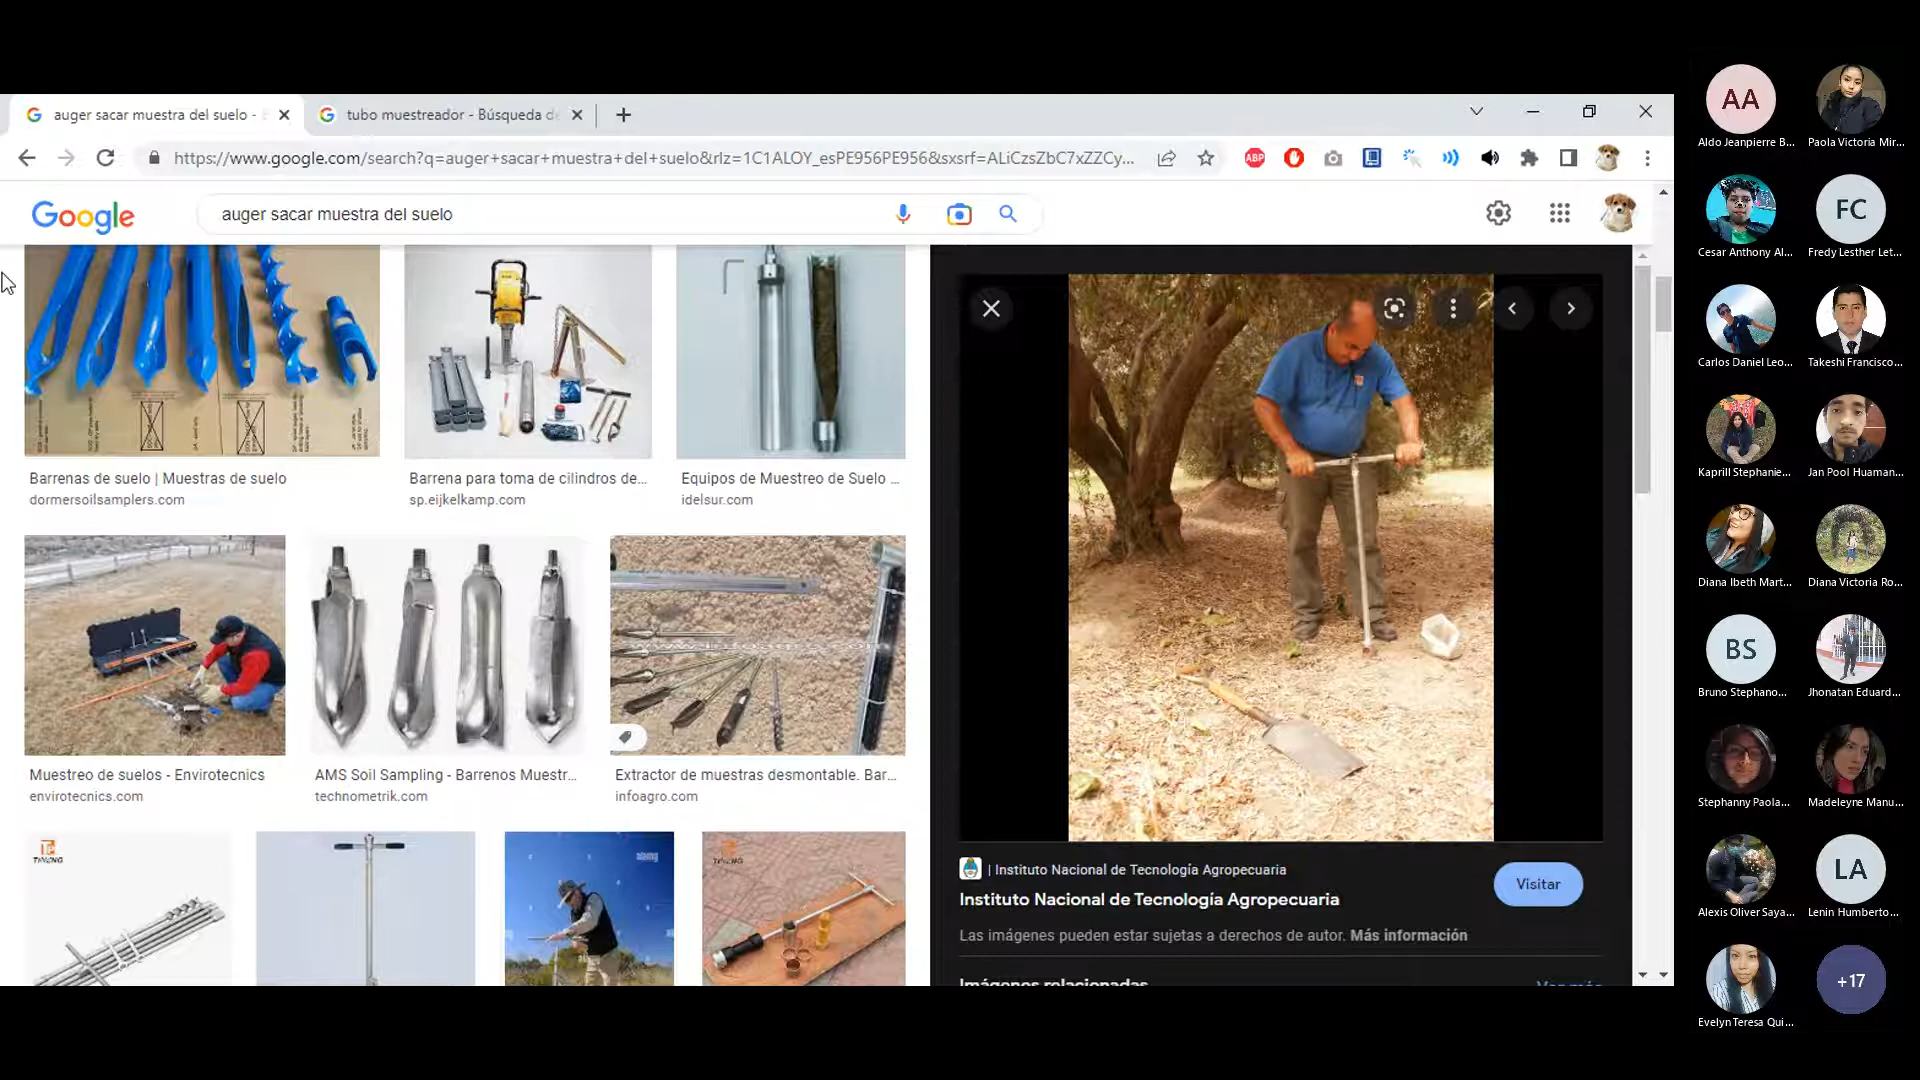 auger sacar muestra del suelo -
tubo muestreador - Búsqueda d
https://www.google.com/search?q=auger+sacar+muestra+del+suelo&rlz=1C1ALOY_esPE956PE956&sxsrf=ALiCzsZbC7xZZCy...
ABP
Google
auger sacar muestra del suelo
Barrenas de suelo | Muestras de suelo
dormersoilsamplers.com
Barrena para toma de cilindros de...
sp.eijkelkamp.com
Equipos de Muestreo de Suelo ...
idelsur.com
Muestreo de suelos - Envirotecnics
envirotecnics.com
AMS Soil Sampling - Barrenos Muestr...
technometrik.com
Extractor de muestras desmontable. Bar...
infoagro.com
| Instituto Nacional de Tecnología Agropecuaria
Instituto Nacional de Tecnología Agropecuaria
Visitar
Las imágenes pueden estar sujetas a derechos de autor. Más información
Imágenes relacionadas
Ver más
AA
Aldo Jeanpierre B...
Paola Victoria Mir...
Cesar Anthony Al...
FC
Fredy Lesther Let...
Carlos Daniel Leo...
Takeshi Francisco...
Kaprill Stephanie...
Jan Pool Huaman...
Diana Ibeth Mart...
Diana Victoria Ro...
BS
Bruno Stephano...
Jhonatan Eduard...
Stephanny Paola...
Madeleyne Manu...
Alexis Oliver Saya...
LA
Lenin Humberto...
Evelyn Teresa Qui...
+17